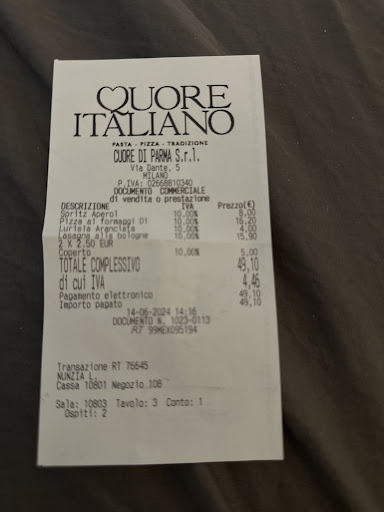 QUORE
ITALIANO
PASTA - PIZZA - TRADIZIONE
CUORE DI PARMA S.r.l.
Via Dante, 5
MILANO
P.IVA: 02668810340
DOCUMENTO COMMERCIALE
di vendita o prestazione
DESCRIZIONE IVA Prezzo(€)
Spritz Aperol 10,00% 8,00
Pizza ai formaggi DI 10,00% 16,20
Lurisia Aranciata 10,00% 4,00
Lasagna alla bologne 10,00% 15,90
2 X 2.50 EUR
Coperto 10,00% 5,00
TOTALE COMPLESSIVO 49,10
di cui IVA 4,46
Pagamento elettronico 49,10
Importo pagato 49,10
14-06-2024 14:16
DOCUMENTO N. 1023-0113
RT 99MEX095194
Transazione RT 76645
NUNZIA L.
Cassa 10801 Negozio 108
Sala: 10803 Tavolo: 3 Conto: 1
Ospiti: 2